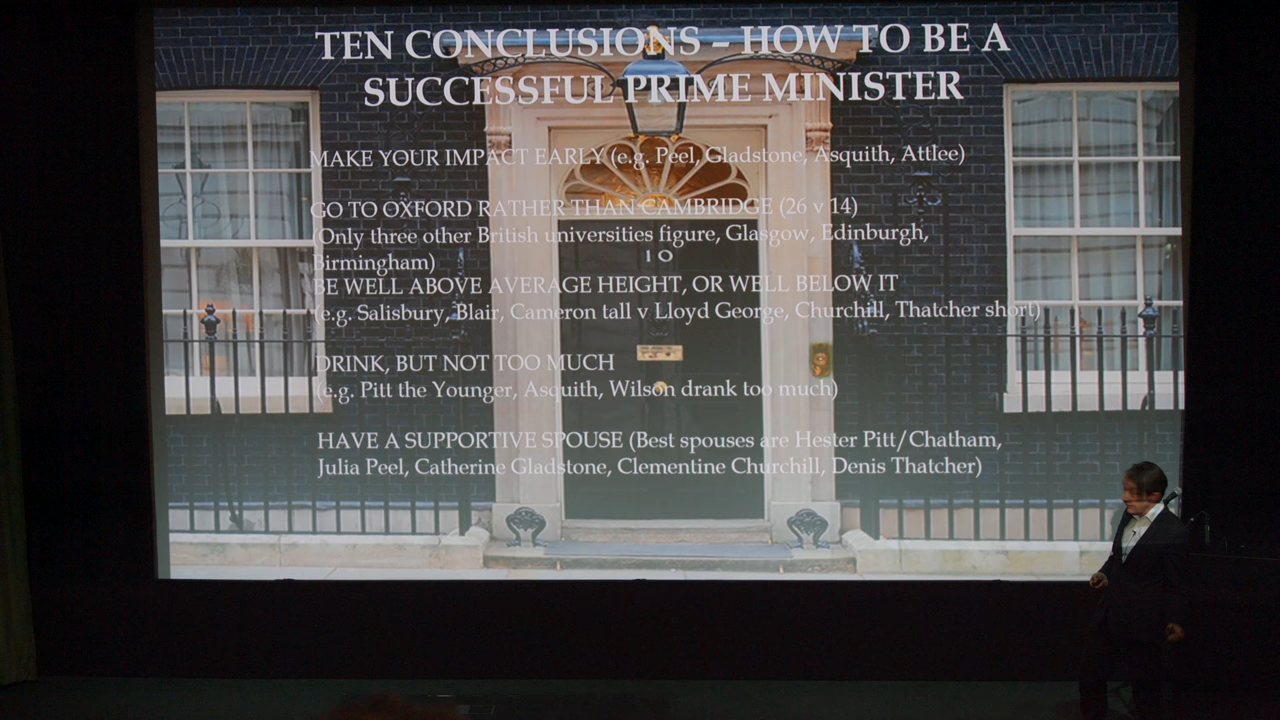 TEN CONCLUSIONS – HOW TO BE A
SUCCESSFUL PRIME MINISTER
MAKE YOUR IMPACT EARLY (e.g. Peel, Gladstone, Asquith, Attlee)
GO TO OXFORD RATHER THAN CAMBRIDGE (26 v 14)
(Only three other British universities figure, Glasgow, Edinburgh,
Birmingham)
10
BE WELL ABOVE AVERAGE HEIGHT, OR WELL BELOW IT
(e.g. Salisbury, Blair, Cameron tall v Lloyd George, Churchill, Thatcher short)
DRINK, BUT NOT TOO MUCH
(e.g. Pitt the Younger, Asquith, Wilson drank too much)
HAVE A SUPPORTIVE SPOUSE (Best spouses are Hester Pitt/Chatham,
Julia Peel, Catherine Gladstone, Clementine Churchill, Denis Thatcher)